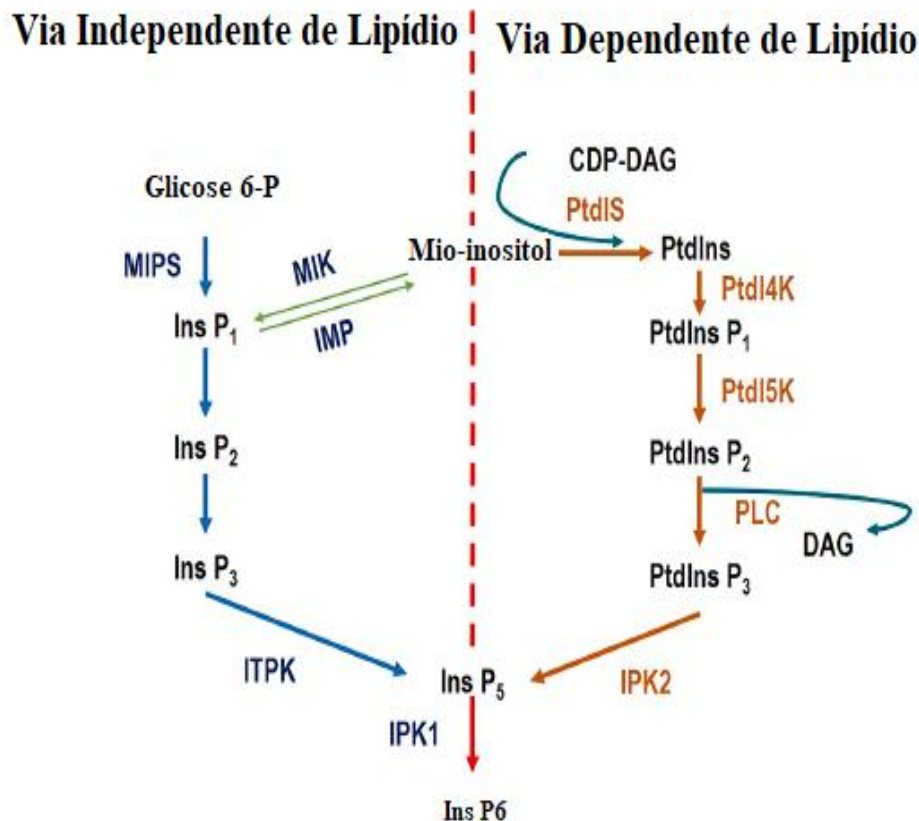 Via Independente de Lipídio
Via Dependente de Lipídio
CDP-DAG
Glicose 6-P
PtdIS
MIPS
MIK
Mio-inositol
PtdIns
Ins P1
IMP
PtdI4K
PtdIns P1
PtdI5K
Ins P2
PtdIns P2
PLC
DAG
Ins P3
PtdIns P3
ITPK
Ins P5
IPK2
IPK1
Ins P6